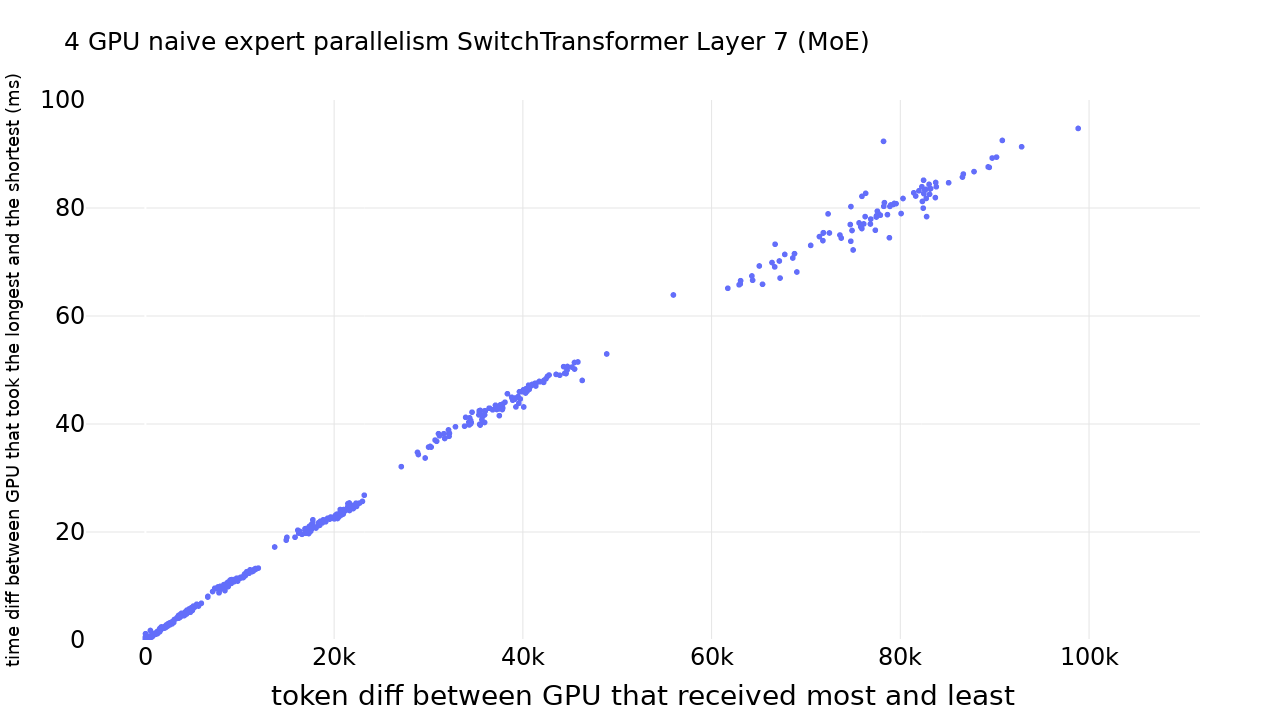 4 GPU naive expert parallelism SwitchTransformer Layer 7 (MoE)
time diff between GPU that took the longest and the shortest (ms)
100
80
60
40
20
0
0 20k 40k 60k 80k 100k
token diff between GPU that received most and least